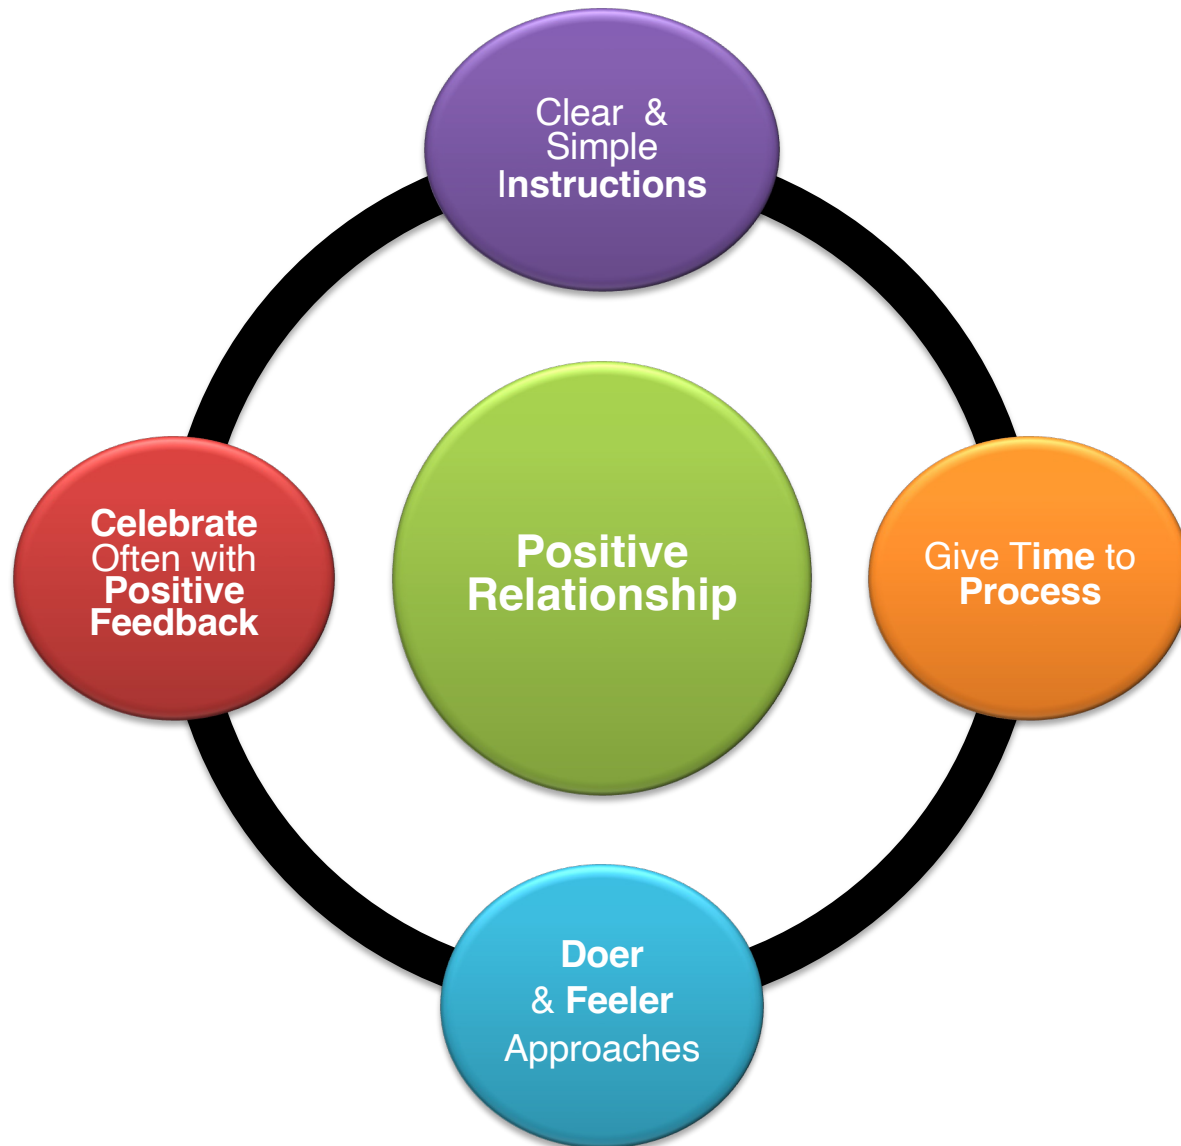 Clear &
Simple
Instructions
Celebrate
Often with
Positive
Feedback
Positive
Relationship
Give Time to
Process
Doer
& Feeler
Approaches